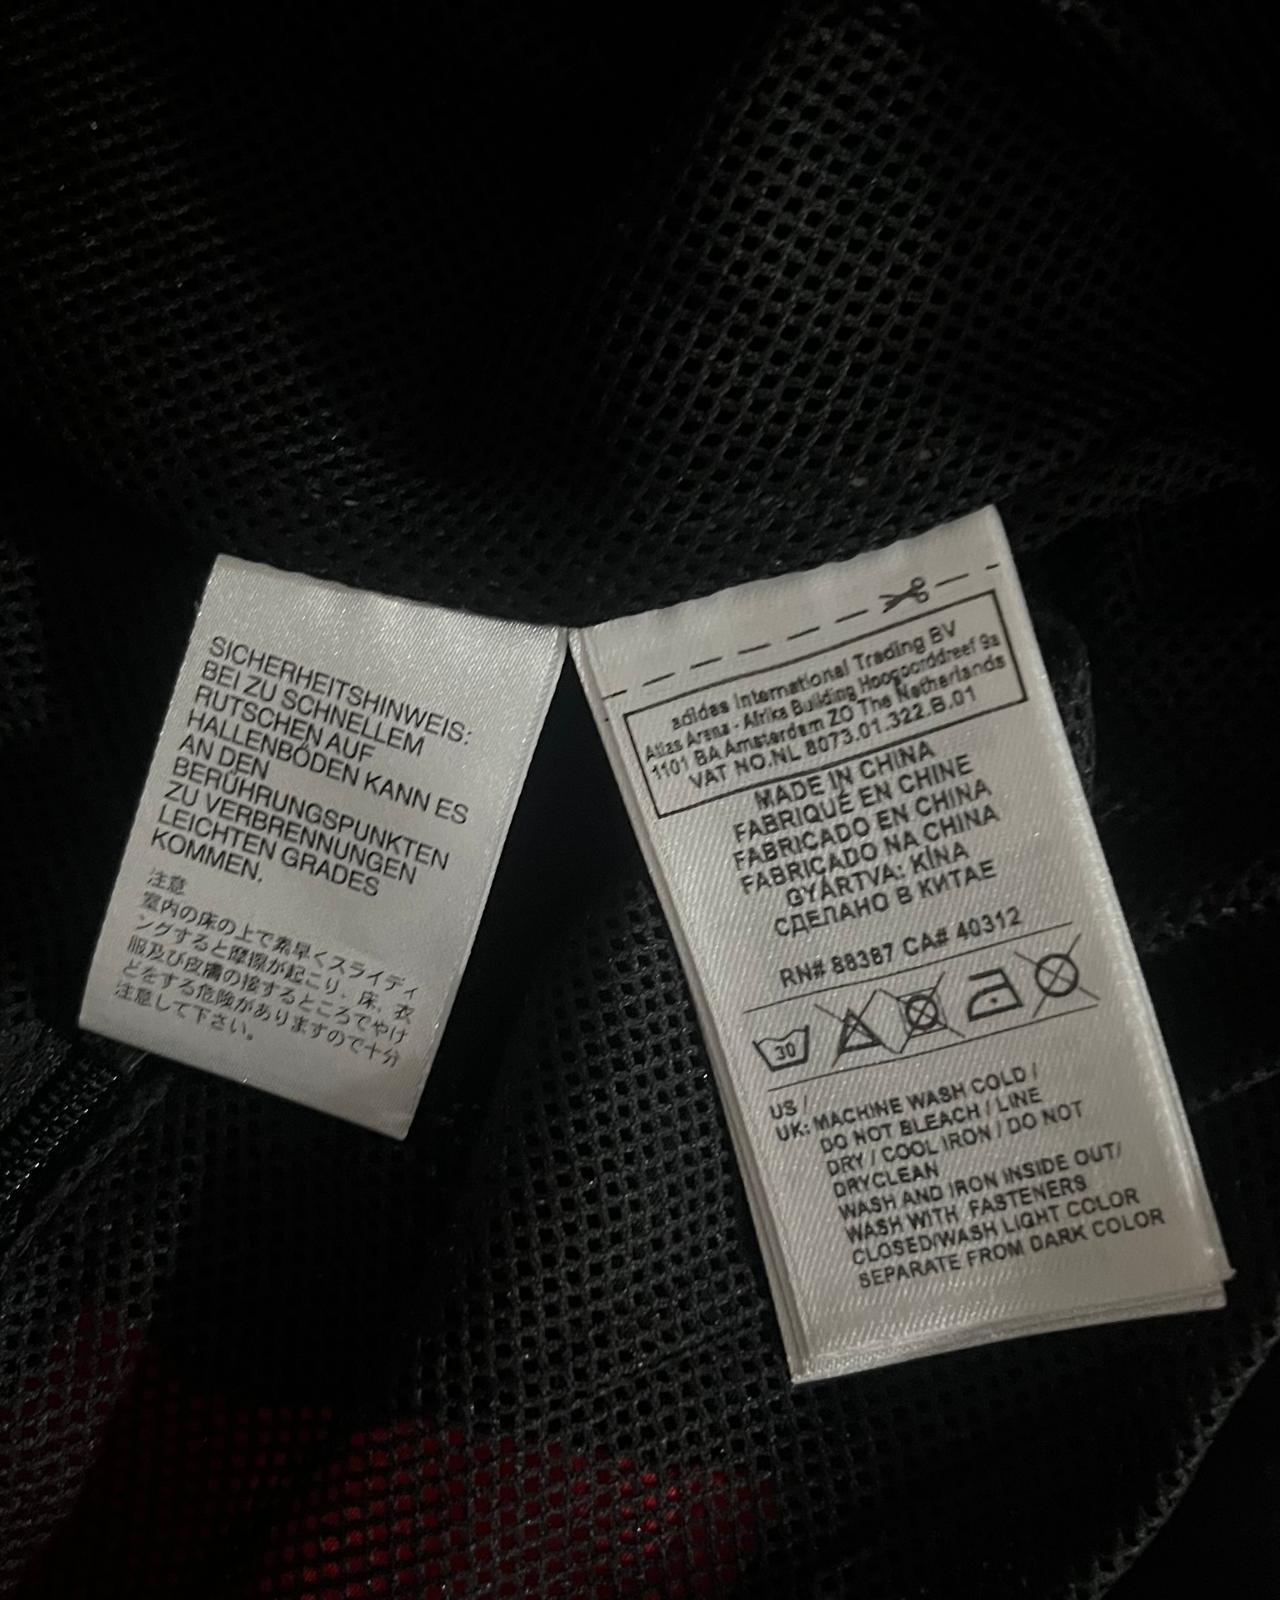 SICHERHEITSHINWEIS:
BEI ZU SCHNELLEM
RUTSCHEN AUF
HALLENBÖDEN KANN ES
AN DEN
BERÜHRUNGSPUNKTEN
ZU VERBRENNUNGEN
LEICHTEN GRADES
KOMMEN.
注意
室内の床の上で素早くスライディ
ングすると摩擦が起こり、床、衣
服及び皮膚の接するところでやけ
どをする危険がありますので十分
注意して下さい。
adidas International Trading BV
Atlas Arena - Afrika Building Hoogoorddreef 9a
1101 BA Amsterdam ZO The Netherlands
VAT NO.NL 8073.01.322.B.01
MADE IN CHINA
FABRIQUÉ EN CHINE
FABRICADO EN CHINA
FABRICADO NA CHINA
GYÁRTVA: KÍNA
СДЕЛАНО В КИТАЕ
RN# 88387 CA# 40312
30
US /
UK: MACHINE WASH COLD /
DO NOT BLEACH / LINE
DRY / COOL IRON / DO NOT
DRYCLEAN
WASH AND IRON INSIDE OUT/
WASH WITH FASTENERS
CLOSED/WASH LIGHT COLOR
SEPARATE FROM DARK COLOR